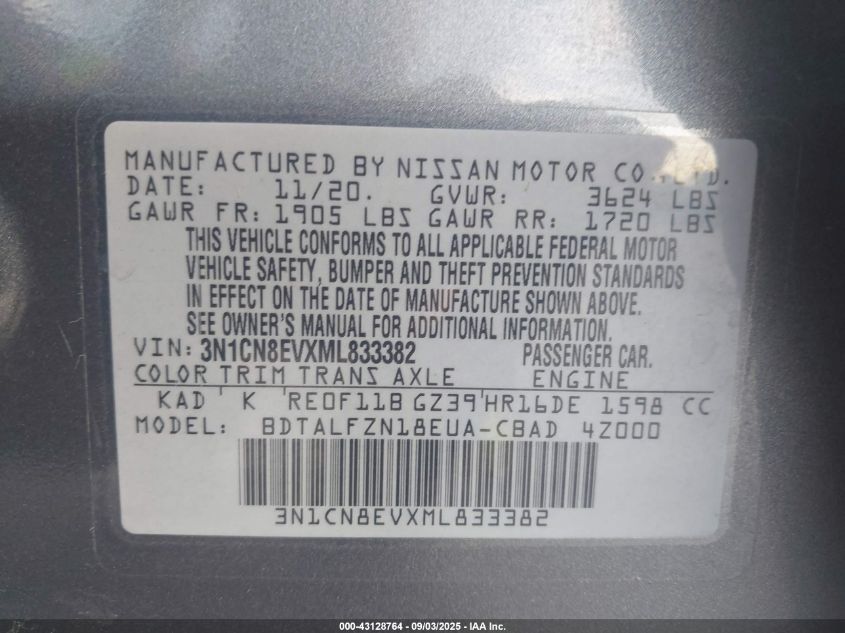 MANUFACTURED BY NISSAN MOTOR CO., LTD.
DATE: 11/20. GVWR: 3624 LBS
GAWR FR: 1905 LBS GAWR RR: 1720 LBS
THIS VEHICLE CONFORMS TO ALL APPLICABLE FEDERAL MOTOR
VEHICLE SAFETY, BUMPER AND THEFT PREVENTION STANDARDS
IN EFFECT ON THE DATE OF MANUFACTURE SHOWN ABOVE.
SEE OWNER'S MANUAL FOR ADDITIONAL INFORMATION.
VIN: 3N1CN8EVXML833382 PASSENGER CAR.
COLOR TRIM TRANS AXLE ENGINE
KAD K RE0F11B GZ39 HR16DE 1598 CC
MODEL: BDTALFZN18EUA-CBAD 4Z000
3N1CN8EVXML833382
000-43128764 - 09/03/2025 - IAA Inc.